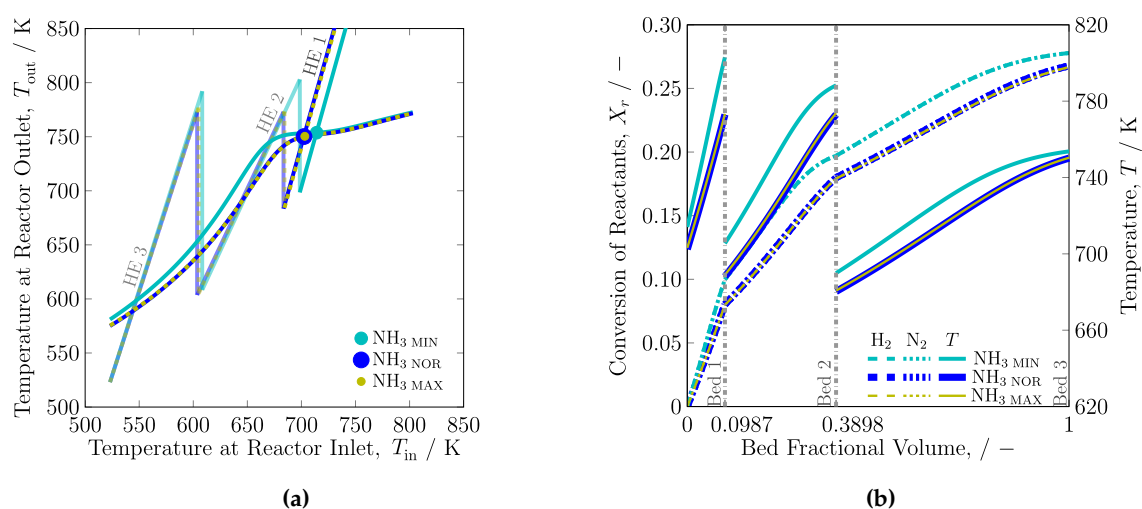 Temperature at Reactor Outlet, T_out / K
850
800
750
700
650
600
550
500
500 550 600 650 700 750 800 850
Temperature at Reactor Inlet, T_in / K
HE 1
HE 2
HE 3
NH3 MIN
NH3 NOR
NH3 MAX
(a)
Conversion of Reactants, X_r / −
0.30
0.25
0.20
0.15
0.10
0.05
0
820
780
740
700
660
620
Temperature, T / K
Bed 1
Bed 2
Bed 3
H2 N2 T
NH3 MIN
NH3 NOR
NH3 MAX
0 0.0987 0.3898 1
Bed Fractional Volume, / −
(b)